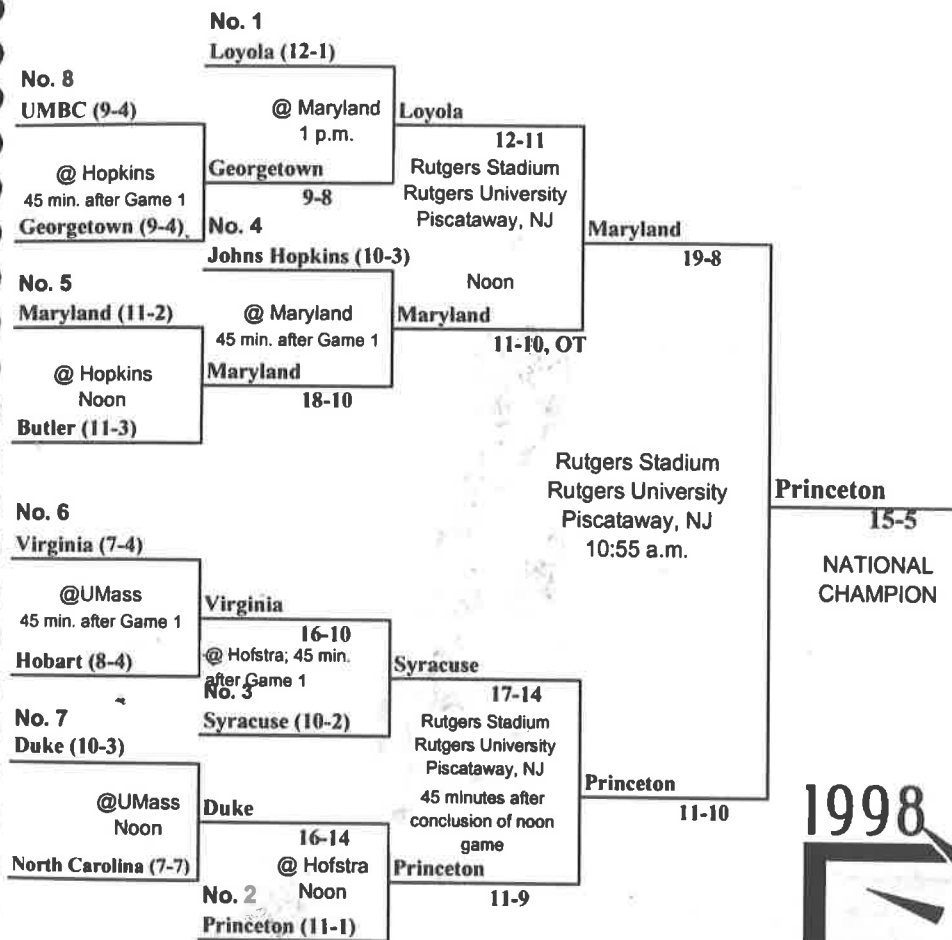 No. 1
Loyola (12-1)
No. 8
UMBC (9-4)
@ Maryland
1 p.m.
Loyola
12-11
@ Hopkins
45 min. after Game 1
Georgetown
9-8
Rutgers Stadium
Rutgers University
Piscataway, NJ
Georgetown (9-4)
No. 4
Johns Hopkins (10-3)
Maryland
19-8
Noon
No. 5
Maryland (11-2)
@ Maryland
45 min. after Game 1
Maryland
11-10, OT
@ Hopkins
Noon
Maryland
18-10
Butler (11-3)
Rutgers Stadium
Rutgers University
Piscataway, NJ
10:55 a.m.
Princeton
15-5
NATIONAL
CHAMPION
No. 6
Virginia (7-4)
@UMass
45 min. after Game 1
Virginia
16-10
Hobart (8-4)
@ Hofstra; 45 min.
after Game 1
No. 3
Syracuse (10-2)
Syracuse
17-14
No. 7
Duke (10-3)
Rutgers Stadium
Rutgers University
Piscataway, NJ
45 minutes after
conclusion of noon
game
Princeton
11-10
@UMass
Noon
Duke
16-14
North Carolina (7-7)
@ Hofstra
Noon
Princeton
11-9
No. 2
Princeton (11-1)
1998